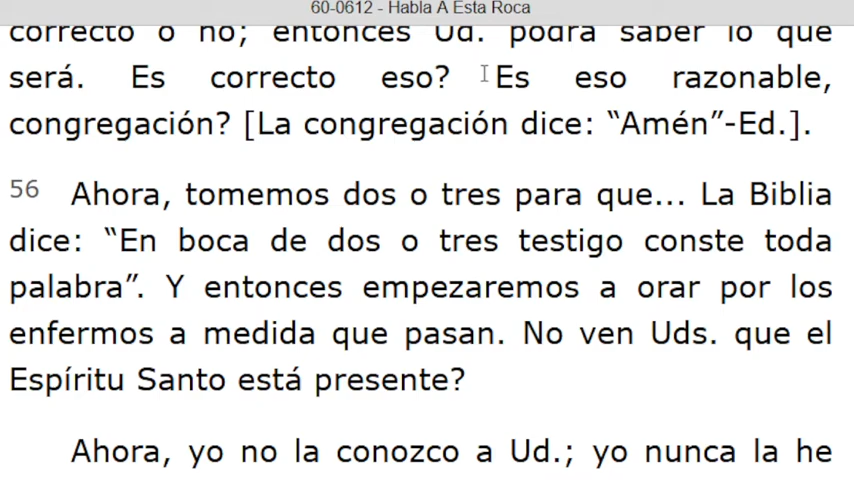 60-0612 - Habla A Esta Roca
correcto o no; entonces Ud. podrá saber lo que
será. Es correcto eso? Es eso razonable,
congregación? [La congregación dice: “Amén”-Ed.].
56 Ahora, tomemos dos o tres para que... La Biblia
dice: “En boca de dos o tres testigo conste toda
palabra”. Y entonces empezaremos a orar por los
enfermos a medida que pasan. No ven Uds. que el
Espíritu Santo está presente?
Ahora, yo no la conozco a Ud.; yo nunca la he